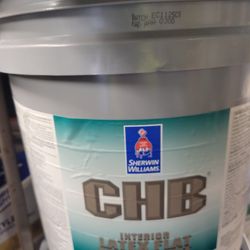 SHERWIN
WILLIAMS
CHB®
INTERIOR
LATEX FLAT